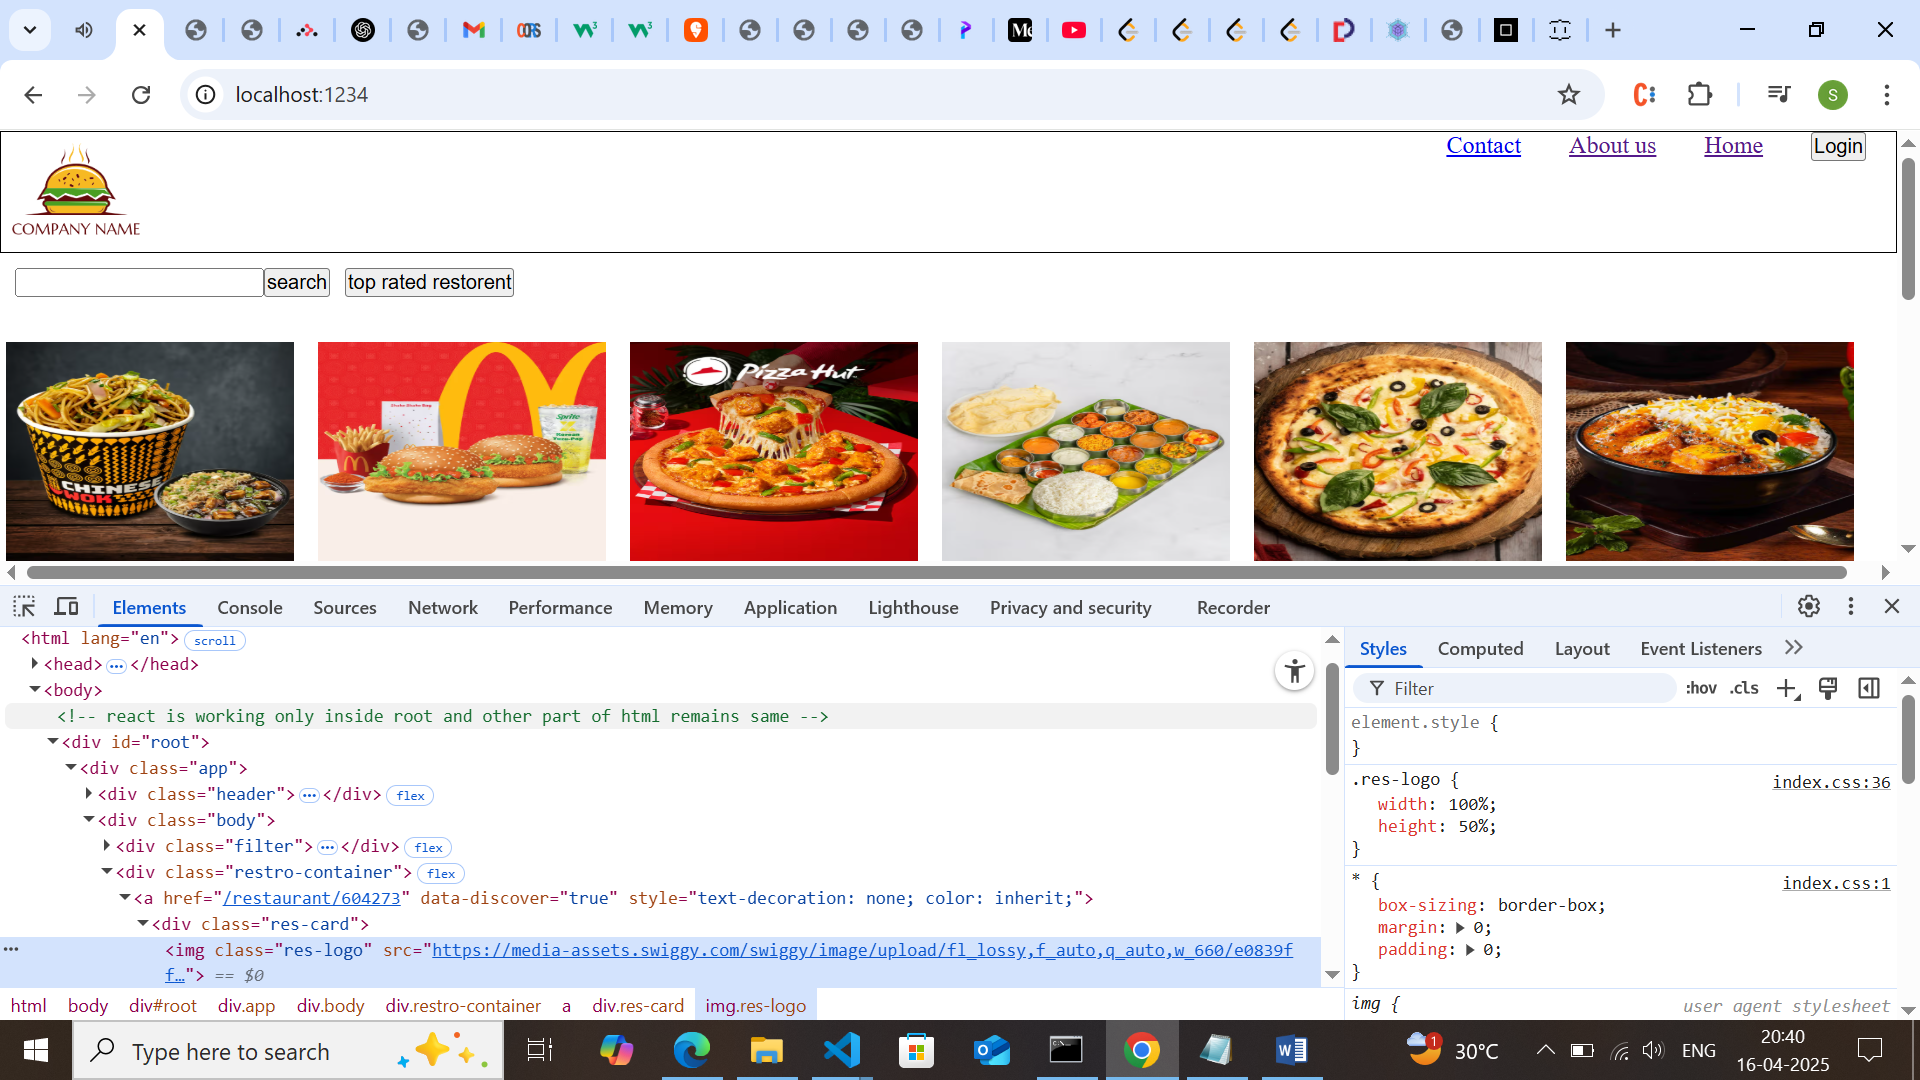 localhost:1234
Contact
About us
Home
Login
COMPANY NAME
search
top rated restorent
CHINESE
WOK
Sprite
Pizza Hut
Elements
Console
Sources
Network
Performance
Memory
Application
Lighthouse
Privacy and security
Recorder
<html lang="en"> scroll
<head> ••• </head>
<body>
<!-- react is working only inside root and other part of html remains same -->
<div id="root">
<div class="app">
<div class="header"> ••• </div> flex
<div class="body">
<div class="filter"> ••• </div> flex
<div class="restro-container"> flex
<a href="/restaurant/604273" data-discover="true" style="text-decoration: none; color: inherit;">
<div class="res-card">
<img class="res-logo" src="https://media-assets.swiggy.com/swiggy/image/upload/fl_lossy,f_auto,q_auto,w_660/e0839f
f…"> == $0
html body div#root div.app div.body div.restro-container a div.res-card img.res-logo
Styles
Computed
Layout
Event Listeners
Filter
:hov .cls
element.style {
}
.res-logo { index.css:36
width: 100%;
height: 50%;
}
* { index.css:1
box-sizing: border-box;
margin: 0;
padding: 0;
}
img { user agent stylesheet
Type here to search
1
30°C
ENG
20:40
16-04-2025
S